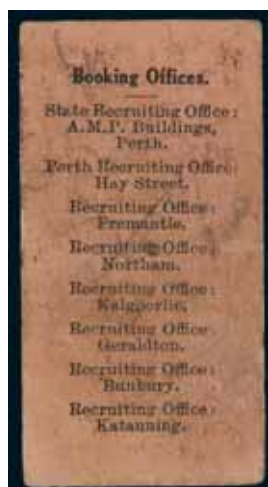 Booking Offices.
State Recruiting Office:
A.M.P. Buildings,
Perth.
Perth Recruiting Office:
Hay Street.
Recruiting Office:
Fremantle.
Recruiting Office:
Northam.
Recruiting Office:
Kalgoorlie.
Recruiting Office:
Geraldton.
Recruiting Office:
Bunbury.
Recruiting Office:
Katanning.